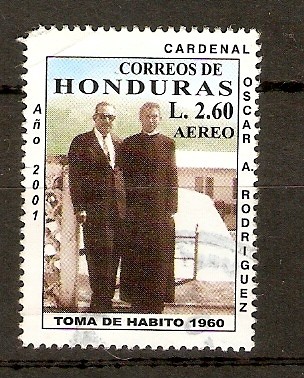 CARDENAL
OSCAR A. RODRIGUEZ
CORREOS DE
HONDURAS
L. 2.60
AEREO
Año 2001
TOMA DE HABITO 1960